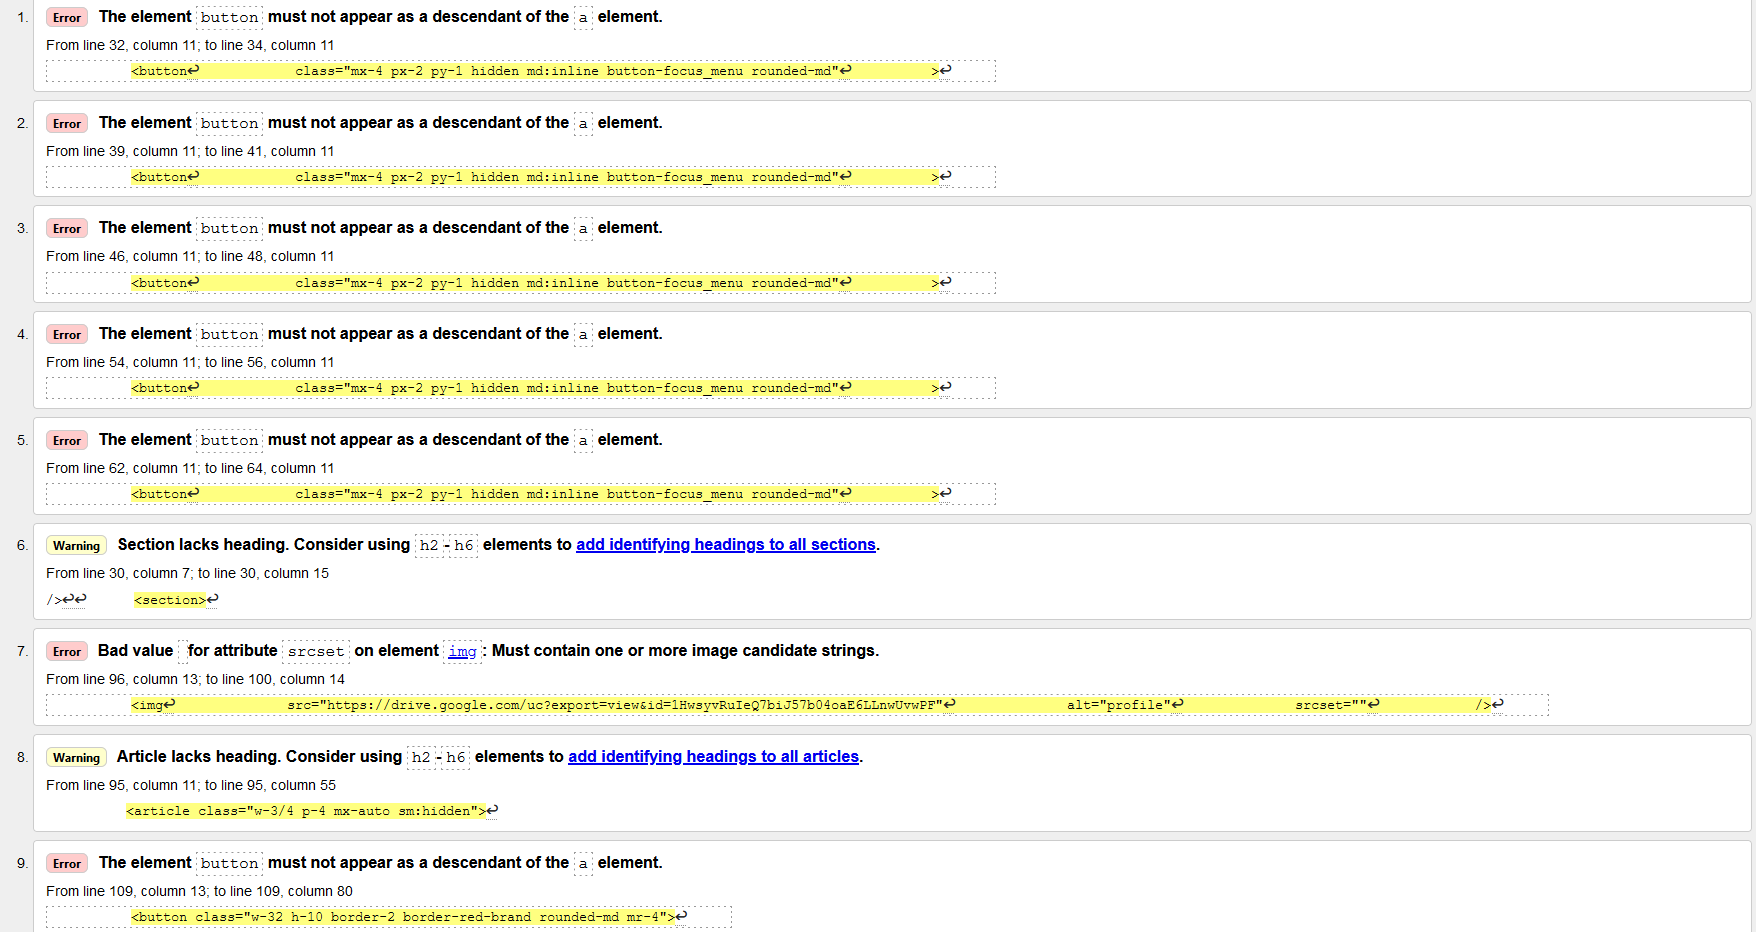 1. Error The element button must not appear as a descendant of the a element.
From line 32, column 11; to line 34, column 11
<button↩ class="mx-4 px-2 py-1 hidden md:inline button-focus_menu rounded-md"↩ >↩
2. Error The element button must not appear as a descendant of the a element.
From line 39, column 11; to line 41, column 11
<button↩ class="mx-4 px-2 py-1 hidden md:inline button-focus_menu rounded-md"↩ >↩
3. Error The element button must not appear as a descendant of the a element.
From line 46, column 11; to line 48, column 11
<button↩ class="mx-4 px-2 py-1 hidden md:inline button-focus_menu rounded-md"↩ >↩
4. Error The element button must not appear as a descendant of the a element.
From line 54, column 11; to line 56, column 11
<button↩ class="mx-4 px-2 py-1 hidden md:inline button-focus_menu rounded-md"↩ >↩
5. Error The element button must not appear as a descendant of the a element.
From line 62, column 11; to line 64, column 11
<button↩ class="mx-4 px-2 py-1 hidden md:inline button-focus_menu rounded-md"↩ >↩
6. Warning Section lacks heading. Consider using h2-h6 elements to add identifying headings to all sections.
From line 30, column 7; to line 30, column 15
/>↩↩ <section>↩
7. Error Bad value for attribute srcset on element img: Must contain one or more image candidate strings.
From line 96, column 13; to line 100, column 14
<img↩ src="https://drive.google.com/uc?export=view&id=1HwsyvRuIeQ7biJ57b04oaE6LLnwUvwPF"↩ alt="profile"↩ srcset=""↩ />↩
8. Warning Article lacks heading. Consider using h2-h6 elements to add identifying headings to all articles.
From line 95, column 11; to line 95, column 55
<article class="w-3/4 p-4 mx-auto sm:hidden">↩
9. Error The element button must not appear as a descendant of the a element.
From line 109, column 13; to line 109, column 80
<button class="w-32 h-10 border-2 border-red-brand rounded-md mr-4">↩